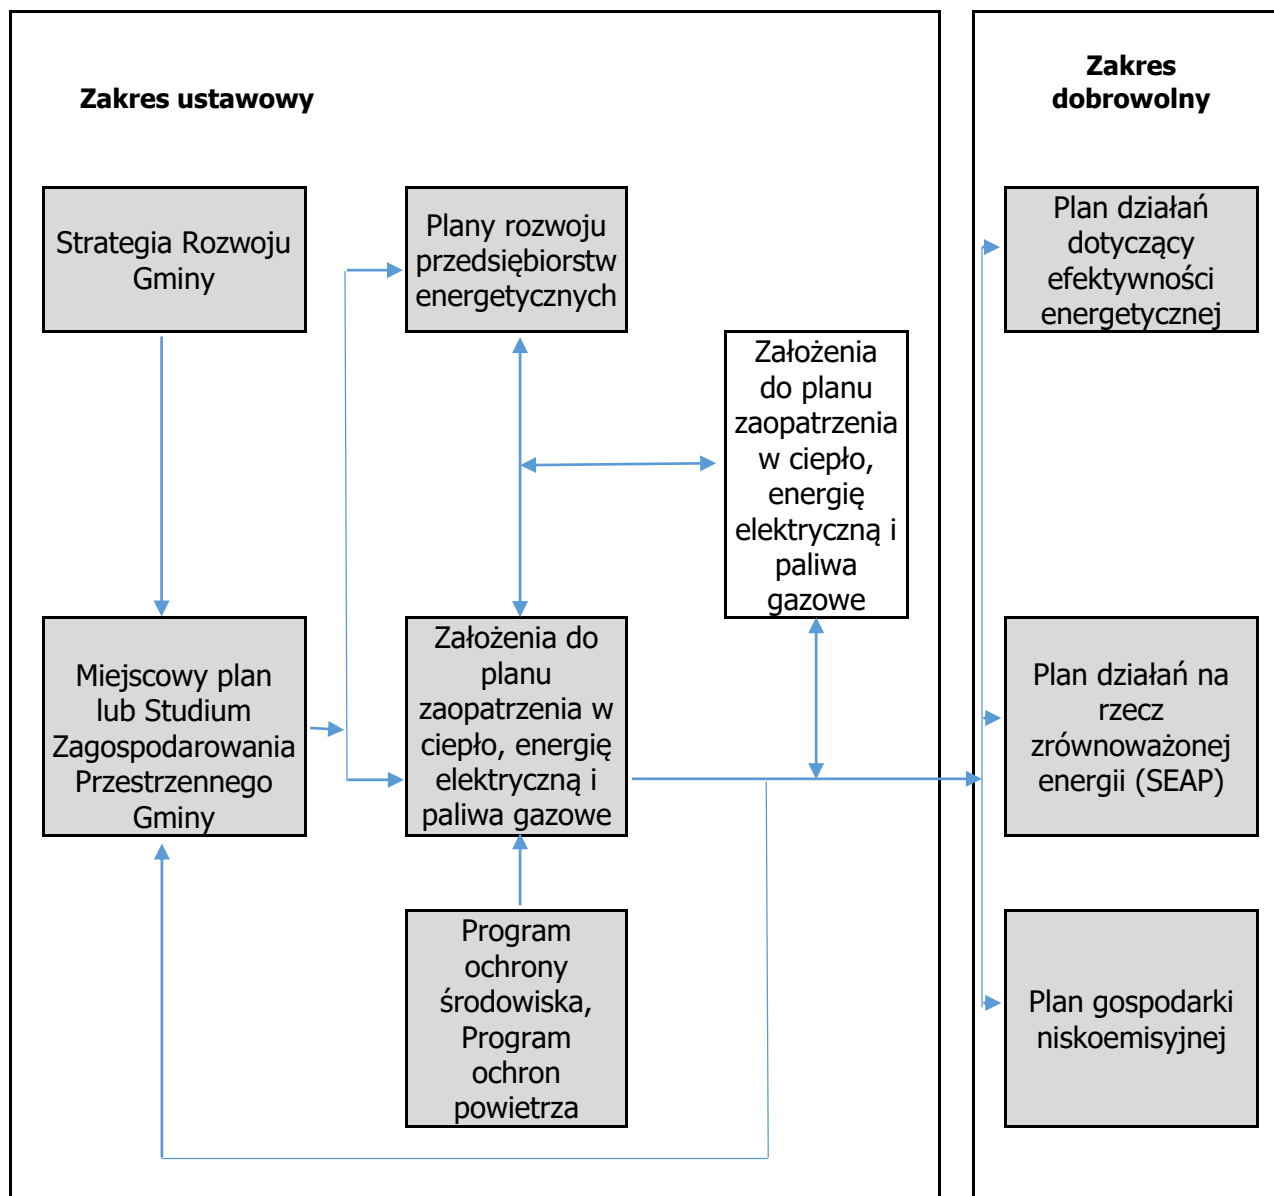 Zakres ustawowy
Zakres
dobrowolny
Strategia Rozwoju
Gminy
Plany rozwoju
przedsiębiorstw
energetycznych
Plan działań
dotyczący
efektywności
energetycznej
Założenia
do planu
zaopatrzenia
w ciepło,
energię
elektryczną i
paliwa
gazowe
Miejscowy plan
lub Studium
Zagospodarowania
Przestrzennego
Gminy
Założenia do
planu
zaopatrzenia w
ciepło, energię
elektryczną i
paliwa gazowe
Plan działań na
rzecz
zrównoważonej
energii (SEAP)
Program
ochrony
środowiska,
Program
ochron
powietrza
Plan gospodarki
niskoemisyjnej